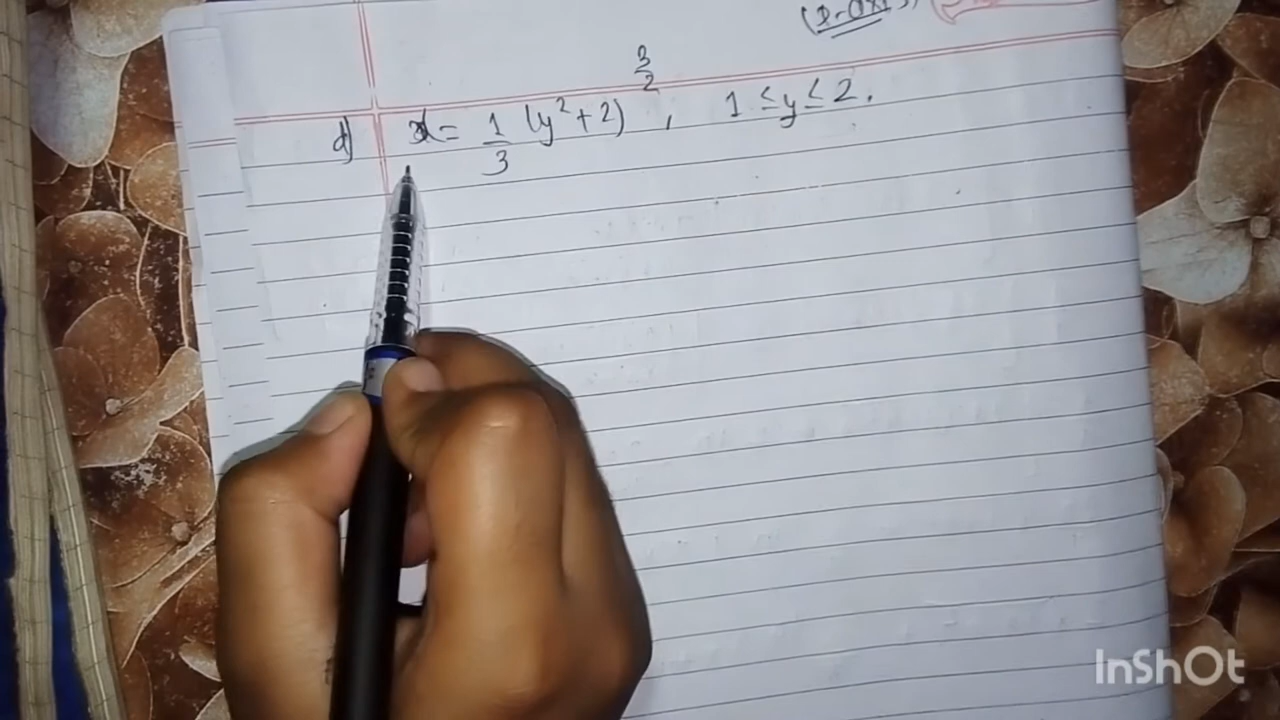 d) x = 1/3 (y² + 2)^3/2 , 1 ≤ y ≤ 2.
InShOt